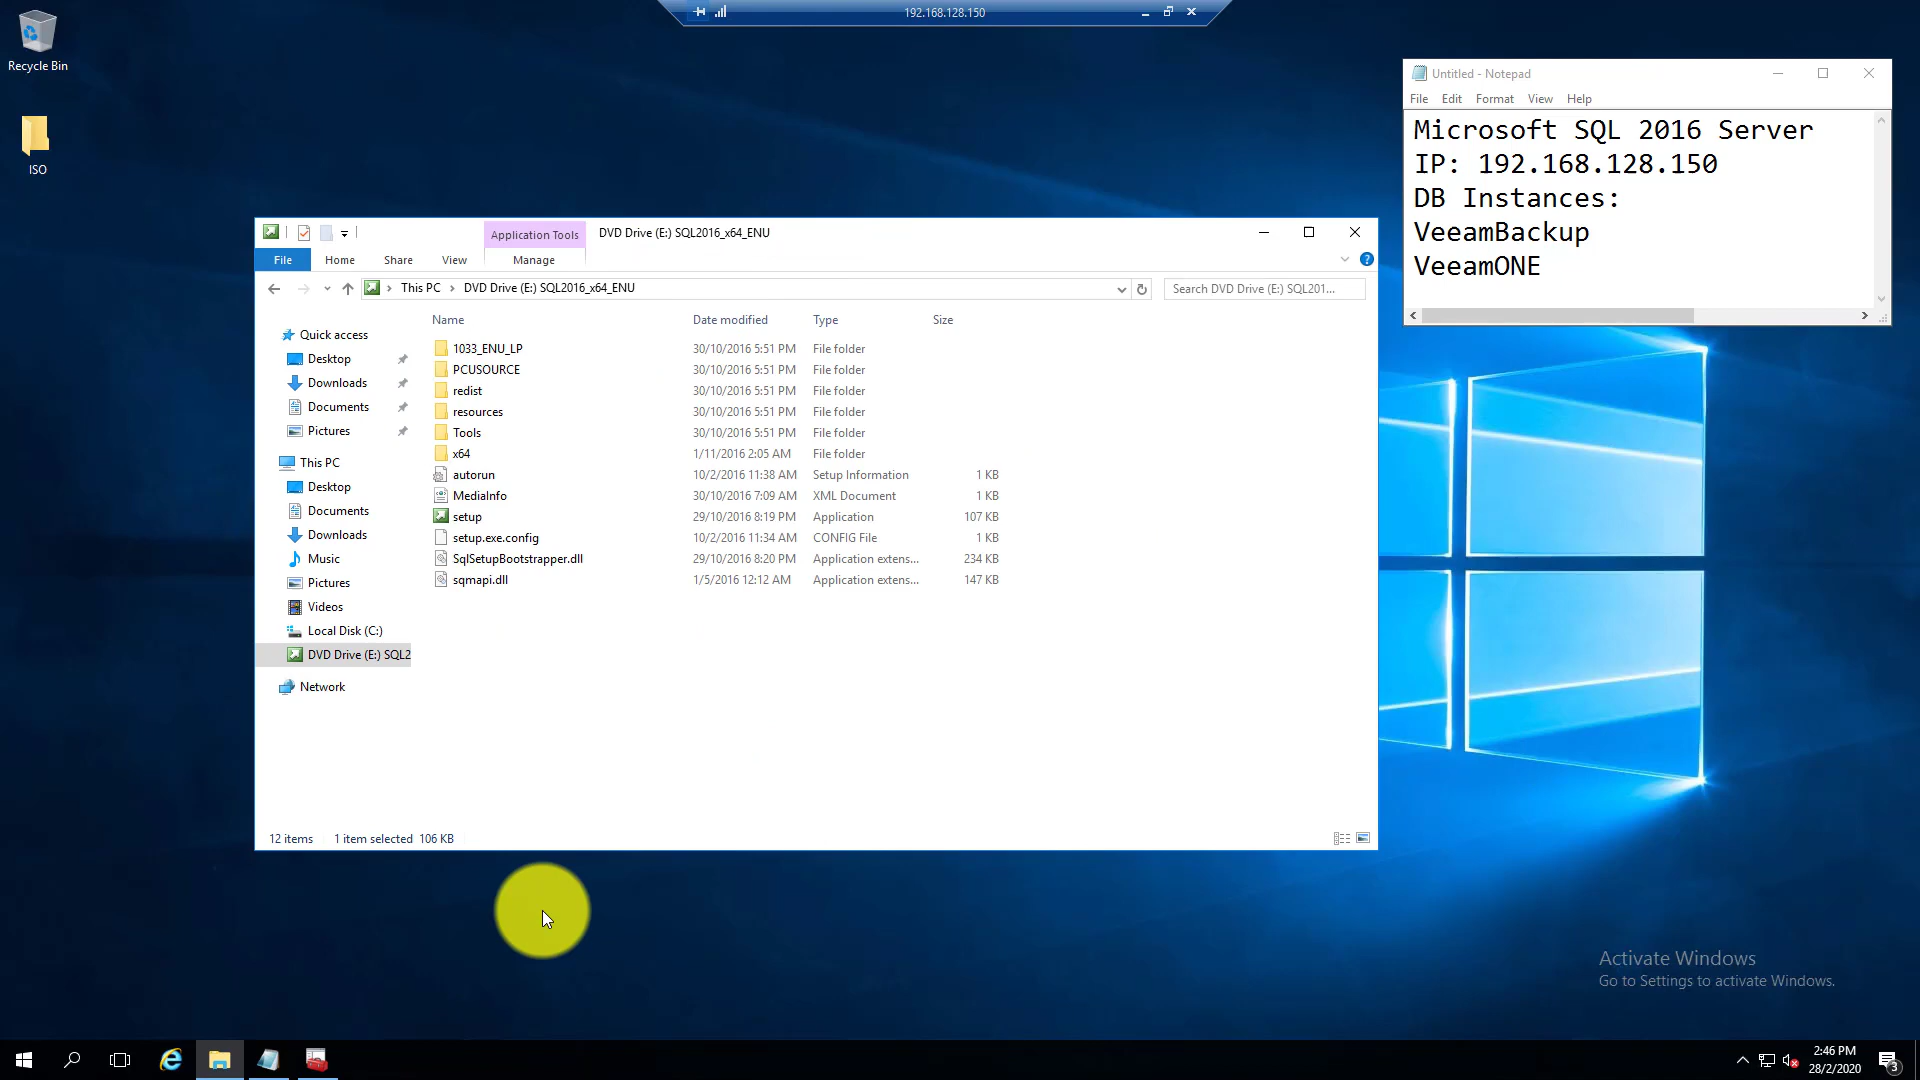 192.168.128.150
Recycle Bin
ISO
Untitled - Notepad
File Edit Format View Help
Microsoft SQL 2016 Server
IP: 192.168.128.150
DB Instances:
VeeamBackup
VeeamONE
Application Tools
DVD Drive (E:) SQL2016_x64_ENU
File Home Share View Manage
This PC DVD Drive (E:) SQL2016_x64_ENU
Search DVD Drive (E:) SQL201...
Quick access
Desktop
Downloads
Documents
Pictures
This PC
Desktop
Documents
Downloads
Music
Pictures
Videos
Local Disk (C:)
DVD Drive (E:) SQL2
Network
Name Date modified Type Size
1033_ENU_LP 30/10/2016 5:51 PM File folder
PCUSOURCE 30/10/2016 5:51 PM File folder
redist 30/10/2016 5:51 PM File folder
resources 30/10/2016 5:51 PM File folder
Tools 30/10/2016 5:51 PM File folder
x64 1/11/2016 2:05 AM File folder
autorun 10/2/2016 11:38 AM Setup Information 1 KB
MediaInfo 30/10/2016 7:09 AM XML Document 1 KB
setup 29/10/2016 8:19 PM Application 107 KB
setup.exe.config 10/2/2016 11:34 AM CONFIG File 1 KB
SqlSetupBootstrapper.dll 29/10/2016 8:20 PM Application extens... 234 KB
sqmapi.dll 1/5/2016 12:12 AM Application extens... 147 KB
12 items 1 item selected 106 KB
Activate Windows
Go to Settings to activate Windows.
2:46 PM
28/2/2020
3